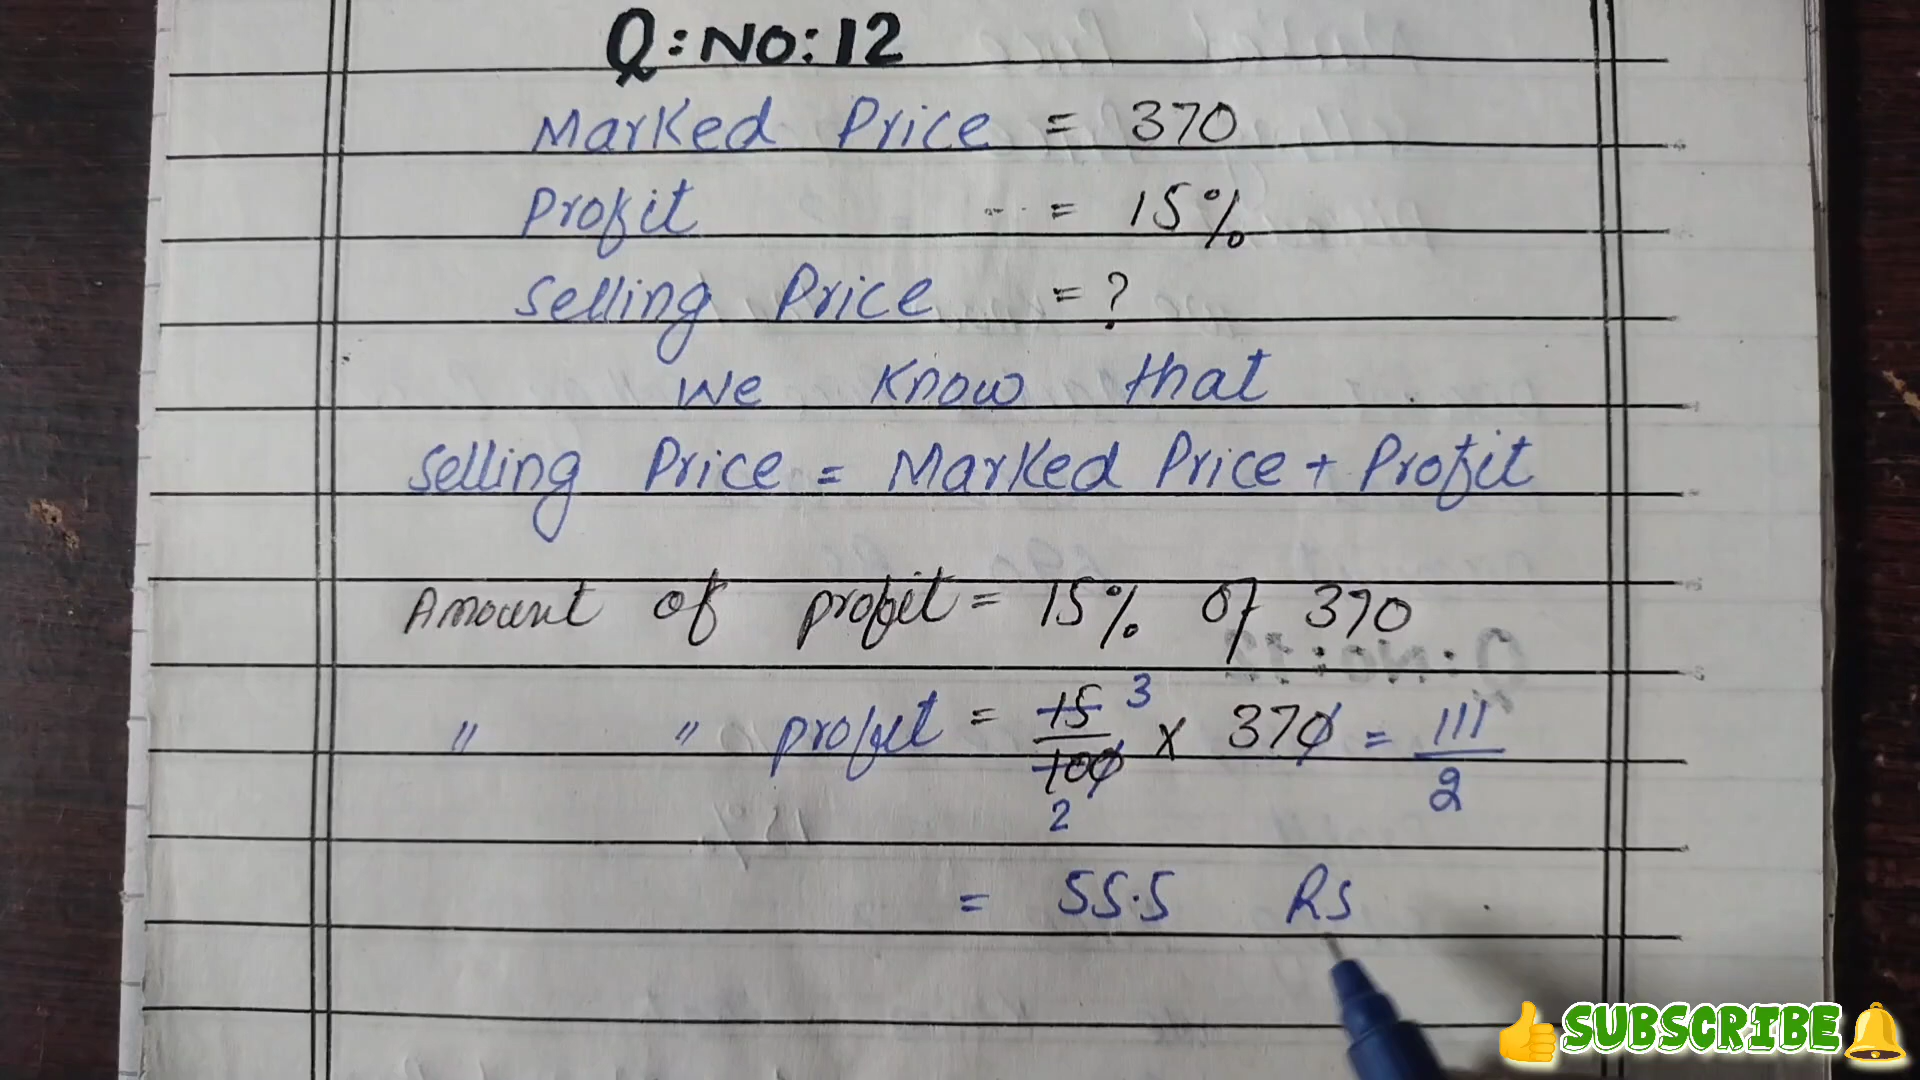 Q:NO:12
Marked Price = 370
Profit -- = 15%
Selling Price = ?
We Know that
Selling Price = Marked Price + Profit
Amount of profit = 15% of 370
" " profit = 15/100 3 2 x 370 = 111/2
= 55.5 Rs
👍SUBSCRIBE🔔